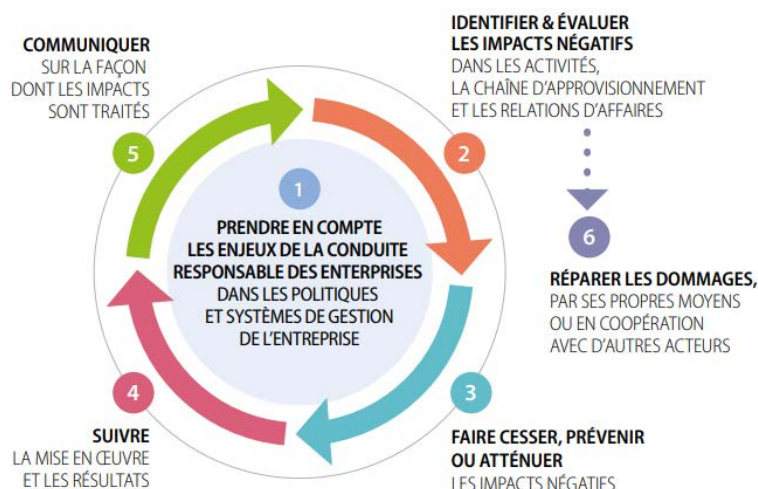 1
PRENDRE EN COMPTE
LES ENJEUX DE LA CONDUITE
RESPONSABLE DES ENTERPRISES
DANS LES POLITIQUES
ET SYSTÈMES DE GESTION
DE L'ENTREPRISE
IDENTIFIER & ÉVALUER
LES IMPACTS NÉGATIFS
DANS LES ACTIVITÉS,
LA CHAÎNE D'APPROVISIONNEMENT
ET LES RELATIONS D'AFFAIRES
2
3
FAIRE CESSER, PRÉVENIR
OU ATTÉNUER
LES IMPACTS NÉGATIFS
4
SUIVRE
LA MISE EN ŒUVRE
ET LES RÉSULTATS
COMMUNIQUER
SUR LA FAÇON
DONT LES IMPACTS
SONT TRAITÉS
5
6
RÉPARER LES DOMMAGES,
PAR SES PROPRES MOYENS
OU EN COOPÉRATION
AVEC D'AUTRES ACTEURS